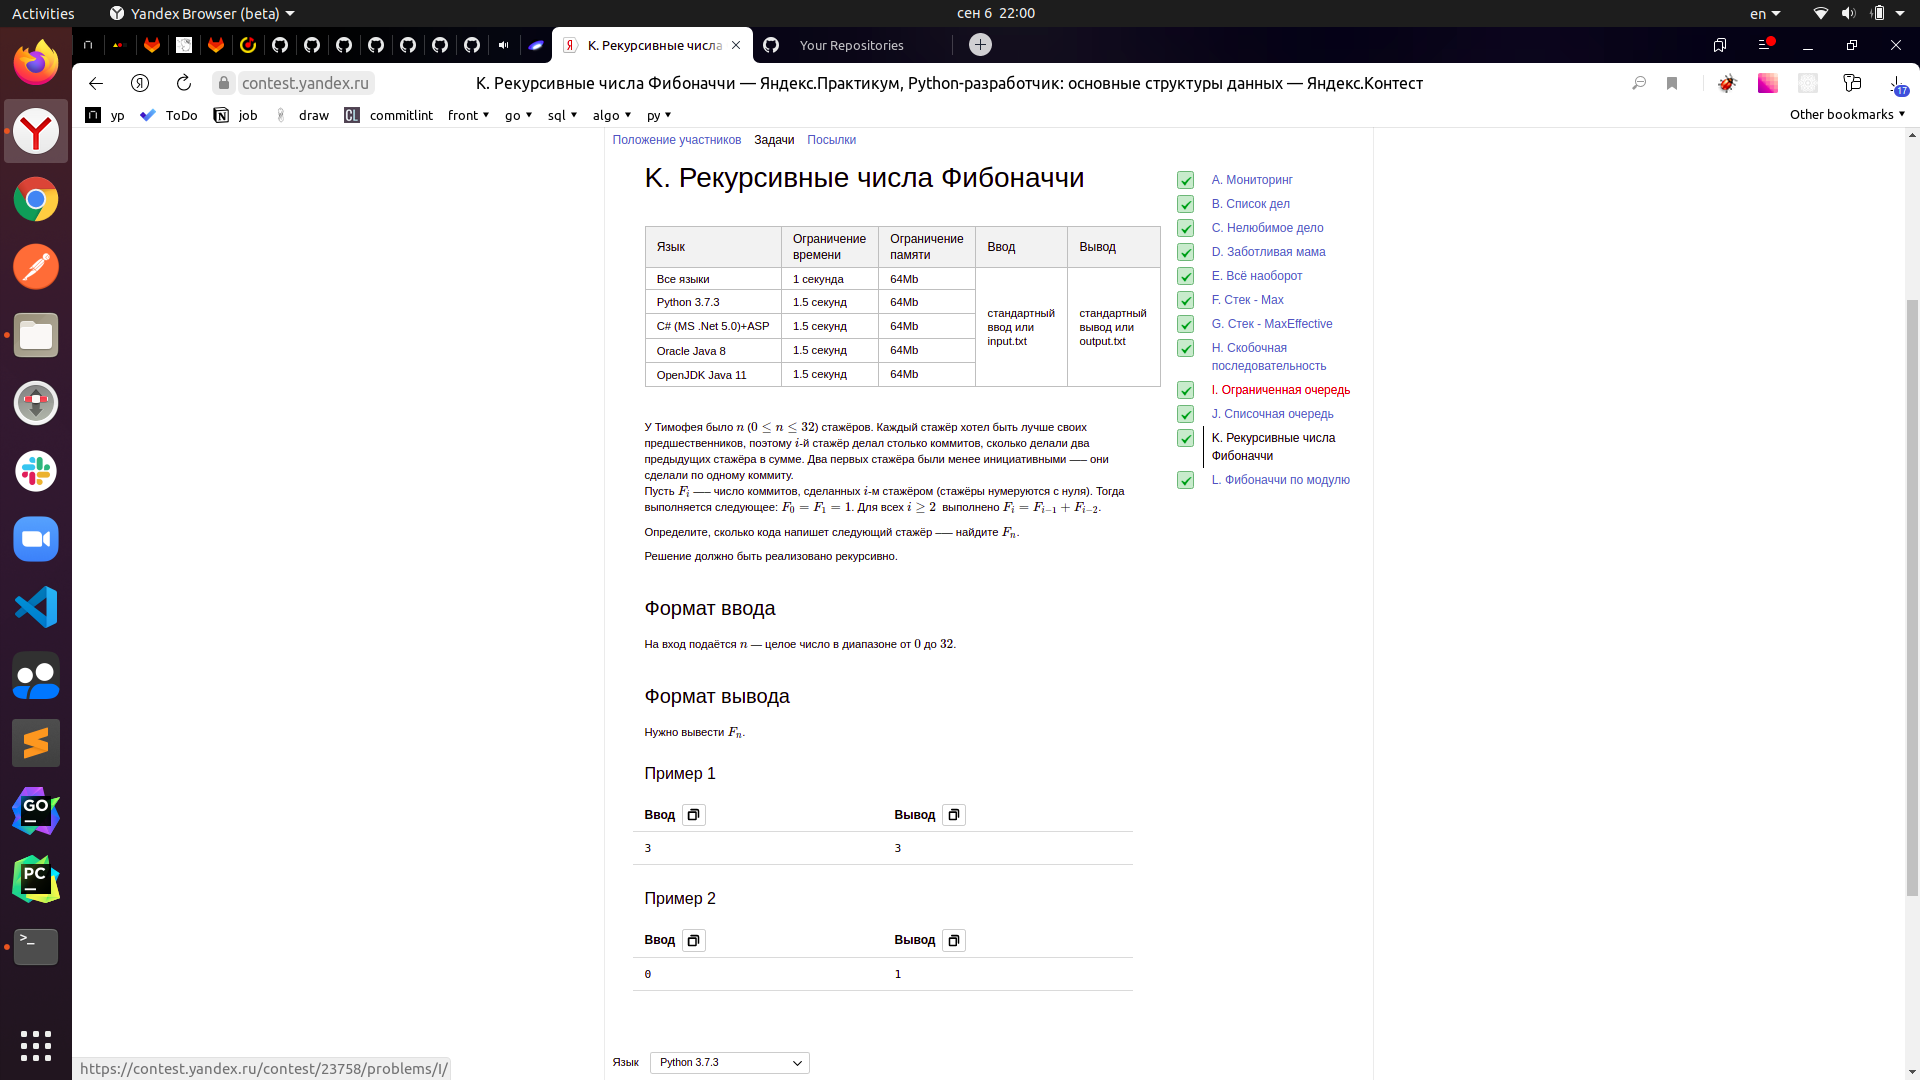 Activities
Yandex Browser (beta)
сен 6 22:00
en
К. Рекурсивные числа
Your Repositories
contest.yandex.ru
К. Рекурсивные числа Фибоначчи — Яндекс.Практикум, Python-разработчик: основные структуры данных — Яндекс.Контест
17
yp
ToDo
job
draw
CL
commitlint
front
go
sql
algo
py
Other bookmarks
Положение участников Задачи Посылки
K. Рекурсивные числа Фибоначчи
Язык
Ограничение времени
Ограничение памяти
Ввод
Вывод
Все языки 1 секунда 64Mb
Python 3.7.3 1.5 секунд 64Mb
C# (MS .Net 5.0)+ASP 1.5 секунд 64Mb
Oracle Java 8 1.5 секунд 64Mb
OpenJDK Java 11 1.5 секунд 64Mb
стандартный ввод или input.txt
стандартный вывод или output.txt
У Тимофея было n (0 ≤ n ≤ 32) стажёров. Каждый стажёр хотел быть лучше своих
предшественников, поэтому i-й стажёр делал столько коммитов, сколько делали два
предыдущих стажёра в сумме. Два первых стажёра были менее инициативными –— они
сделали по одному коммиту.
Пусть Fi –— число коммитов, сделанных i-м стажёром (стажёры нумеруются с нуля). Тогда
выполняется следующее: F0 = F1 = 1. Для всех i ≥ 2 выполнено Fi = Fi−1 + Fi−2.
Определите, сколько кода напишет следующий стажёр –— найдите Fn.
Решение должно быть реализовано рекурсивно.
Формат ввода
На вход подаётся n — целое число в диапазоне от 0 до 32.
Формат вывода
Нужно вывести Fn.
Пример 1
Ввод Вывод
3 3
Пример 2
Ввод Вывод
0 1
Язык Python 3.7.3
A. Мониторинг
B. Список дел
C. Нелюбимое дело
D. Заботливая мама
E. Всё наоборот
F. Стек - Max
G. Стек - MaxEffective
H. Скобочная
последовательность
I. Ограниченная очередь
J. Списочная очередь
K. Рекурсивные числа
Фибоначчи
L. Фибоначчи по модулю
GO
PC
>_
https://contest.yandex.ru/contest/23758/problems/I/